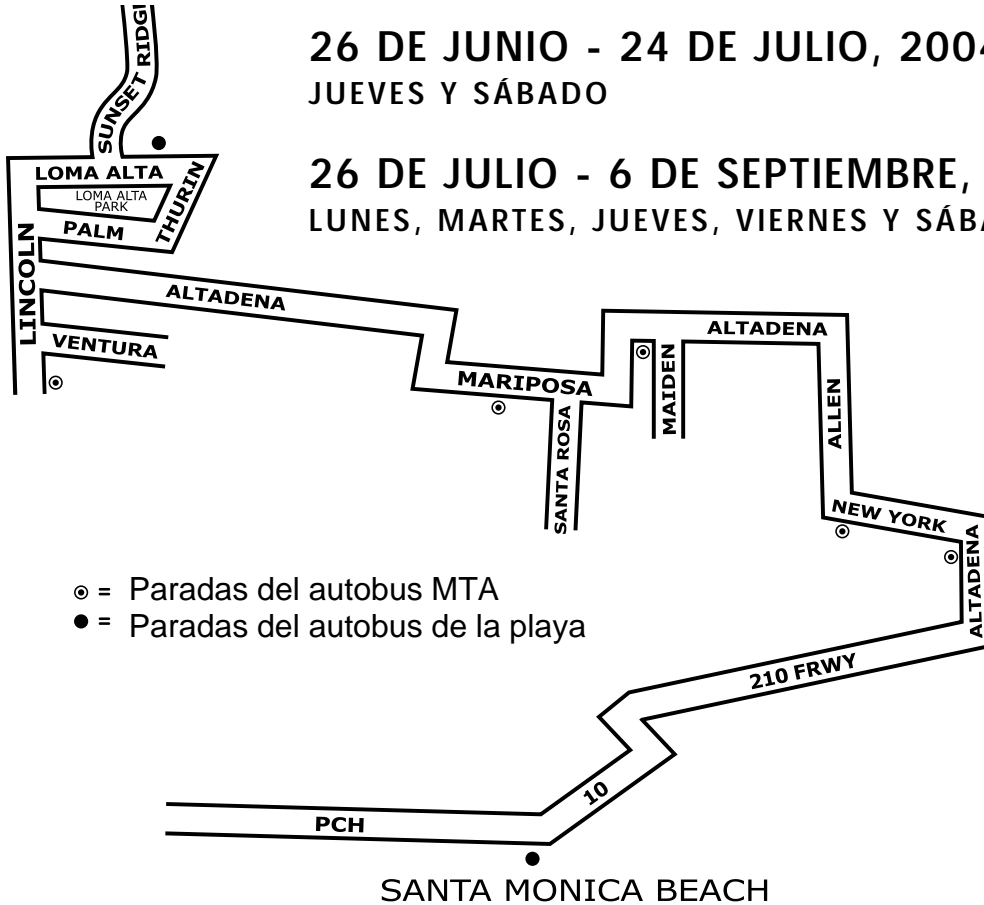 26 DE JUNIO - 24 DE JULIO, 2004
JUEVES Y SÁBADO
26 DE JULIO - 6 DE SEPTIEMBRE,
LUNES, MARTES, JUEVES, VIERNES Y
SUNSET RIDG
LOMA ALTA
LOMA ALTA
PARK
THURIN
PALM
LINCOLN
ALTADENA
VENTURA
MARIPOSA
SANTA ROSA
MAIDEN
ALTADENA
ALLEN
NEW YORK
ALTADENA
= Paradas del autobus MTA
= Paradas del autobus de la playa
210 FRWY
10
PCH
SANTA MONICA BEACH